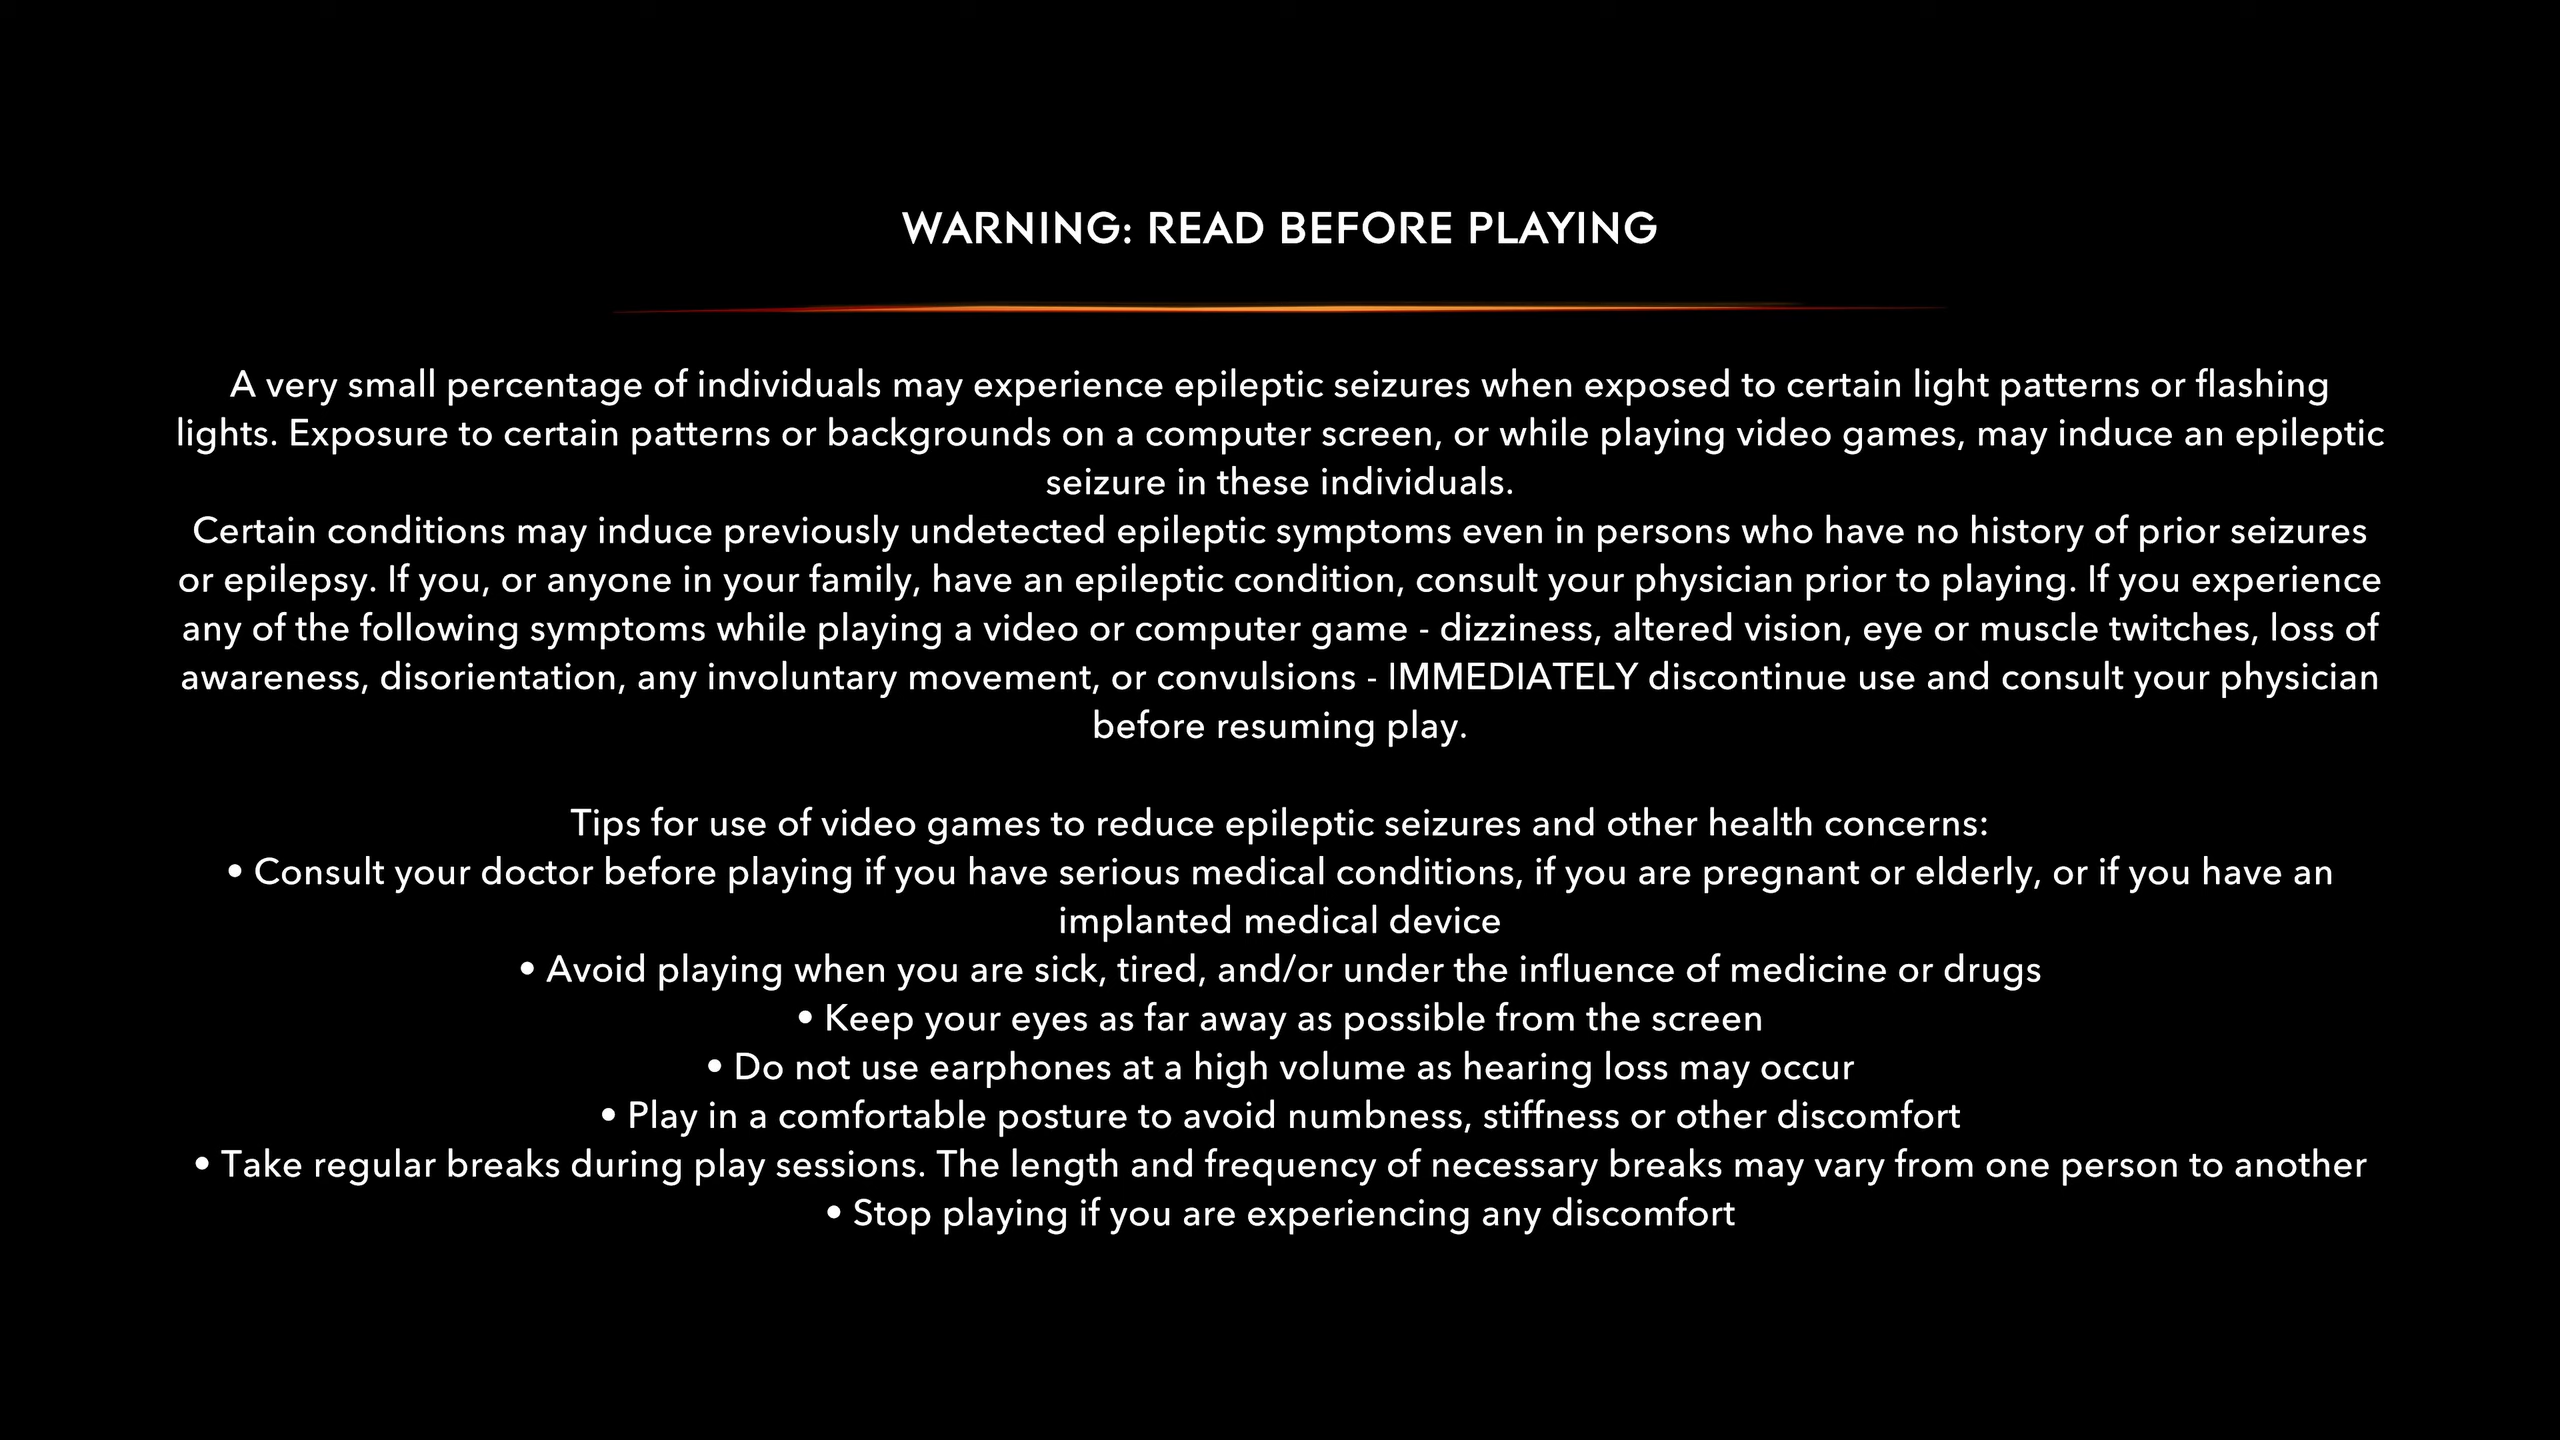 WARNING: READ BEFORE PLAYING
A very small percentage of individuals may experience epileptic seizures when exposed to certain light patterns or flashing
lights. Exposure to certain patterns or backgrounds on a computer screen, or while playing video games, may induce an epileptic
seizure in these individuals.
Certain conditions may induce previously undetected epileptic symptoms even in persons who have no history of prior seizures
or epilepsy. If you, or anyone in your family, have an epileptic condition, consult your physician prior to playing. If you experience
any of the following symptoms while playing a video or computer game - dizziness, altered vision, eye or muscle twitches, loss of
awareness, disorientation, any involuntary movement, or convulsions - IMMEDIATELY discontinue use and consult your physician
before resuming play.
Tips for use of video games to reduce epileptic seizures and other health concerns:
• Consult your doctor before playing if you have serious medical conditions, if you are pregnant or elderly, or if you have an
implanted medical device
• Avoid playing when you are sick, tired, and/or under the influence of medicine or drugs
• Keep your eyes as far away as possible from the screen
• Do not use earphones at a high volume as hearing loss may occur
• Play in a comfortable posture to avoid numbness, stiffness or other discomfort
• Take regular breaks during play sessions. The length and frequency of necessary breaks may vary from one person to another
• Stop playing if you are experiencing any discomfort